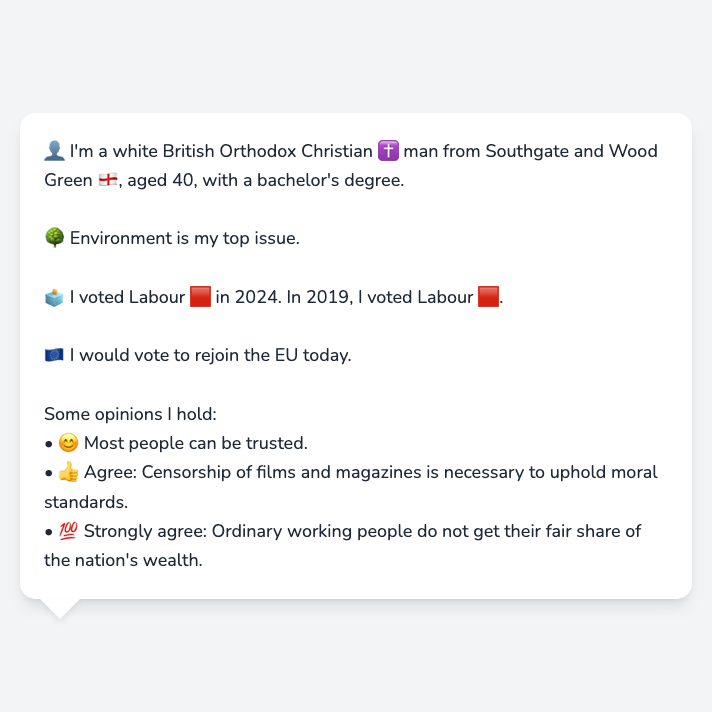 👤 I'm a white British Orthodox Christian ✝️ man from Southgate and Wood
Green 🏴󠁧󠁢󠁥󠁮󠁧󠁿, aged 40, with a bachelor's degree.
🌳 Environment is my top issue.
🗳️ I voted Labour 🟥 in 2024. In 2019, I voted Labour 🟥.
🇪🇺 I would vote to rejoin the EU today.
Some opinions I hold:
• 😊 Most people can be trusted.
• 👍 Agree: Censorship of films and magazines is necessary to uphold moral
standards.
• 💯 Strongly agree: Ordinary working people do not get their fair share of
the nation's wealth.